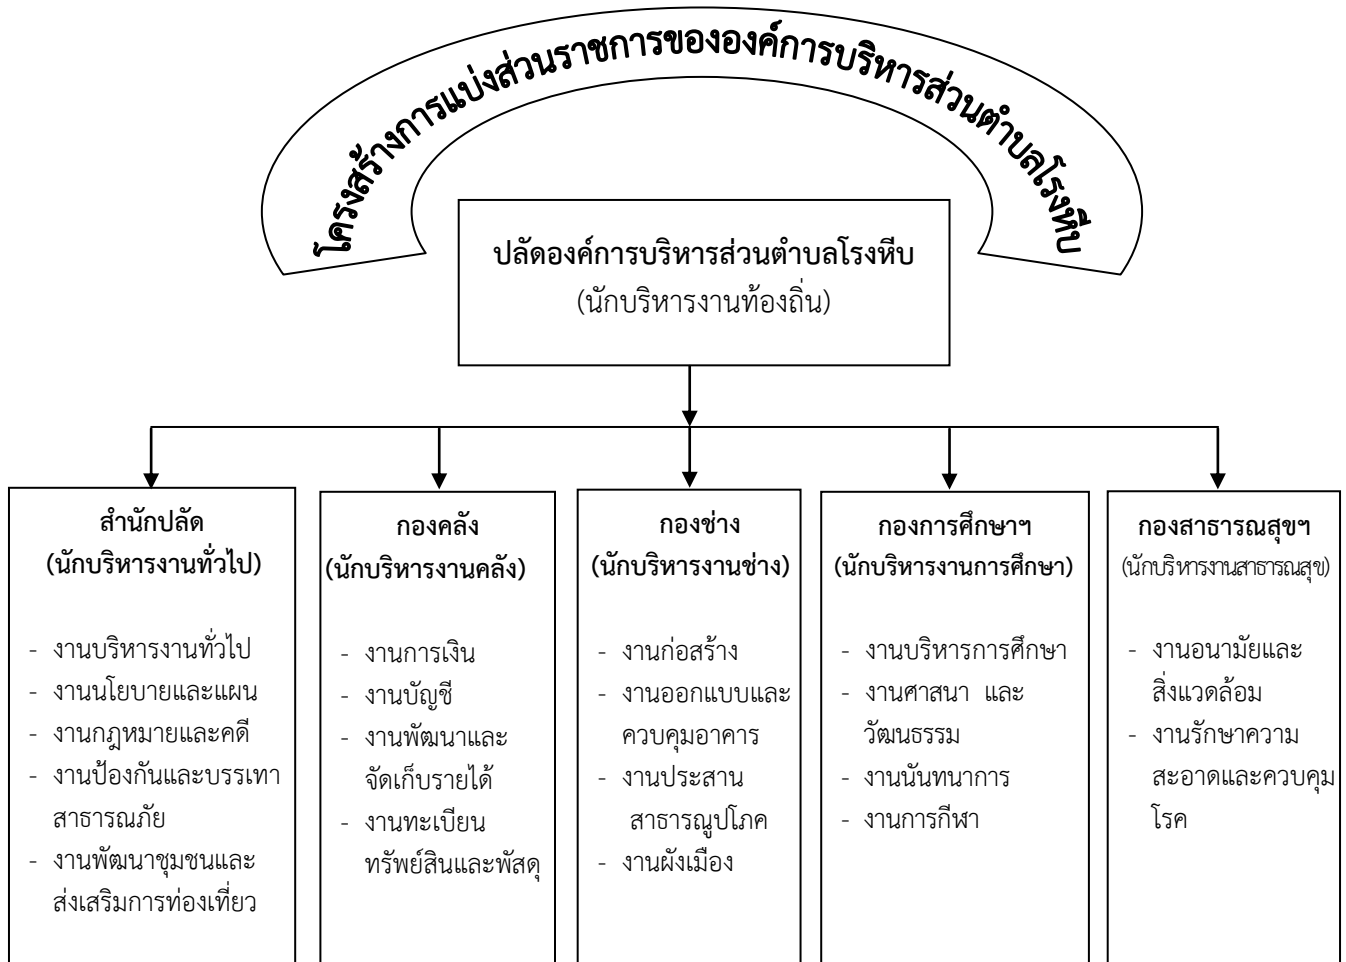 โครงสร้างการแบ่งส่วนราชการขององค์การบริหารส่วนตำบลโรงหีบ
ปลัดองค์การบริหารส่วนตำบลโรงหีบ
(นักบริหารงานท้องถิ่น)
สำนักปลัด
(นักบริหารงานทั่วไป)
- งานบริหารงานทั่วไป
- งานนโยบายและแผน
- งานกฎหมายและคดี
- งานป้องกันและบรรเทา
สาธารณภัย
- งานพัฒนาชุมชนและ
ส่งเสริมการท่องเที่ยว
กองคลัง
(นักบริหารงานคลัง)
- งานการเงิน
- งานบัญชี
- งานพัฒนาและ
จัดเก็บรายได้
- งานทะเบียน
ทรัพย์สินและพัสดุ
กองช่าง
(นักบริหารงานช่าง)
- งานก่อสร้าง
- งานออกแบบและ
ควบคุมอาคาร
- งานประสาน
สาธารณูปโภค
- งานผังเมือง
กองการศึกษาฯ
(นักบริหารงานการศึกษา)
- งานบริหารการศึกษา
- งานศาสนา และ
วัฒนธรรม
- งานนันทนาการ
- งานการกีฬา
กองสาธารณสุขฯ
(นักบริหารงานสาธารณสุข)
- งานอนามัยและ
สิ่งแวดล้อม
- งานรักษาความ
สะอาดและควบคุม
โรค